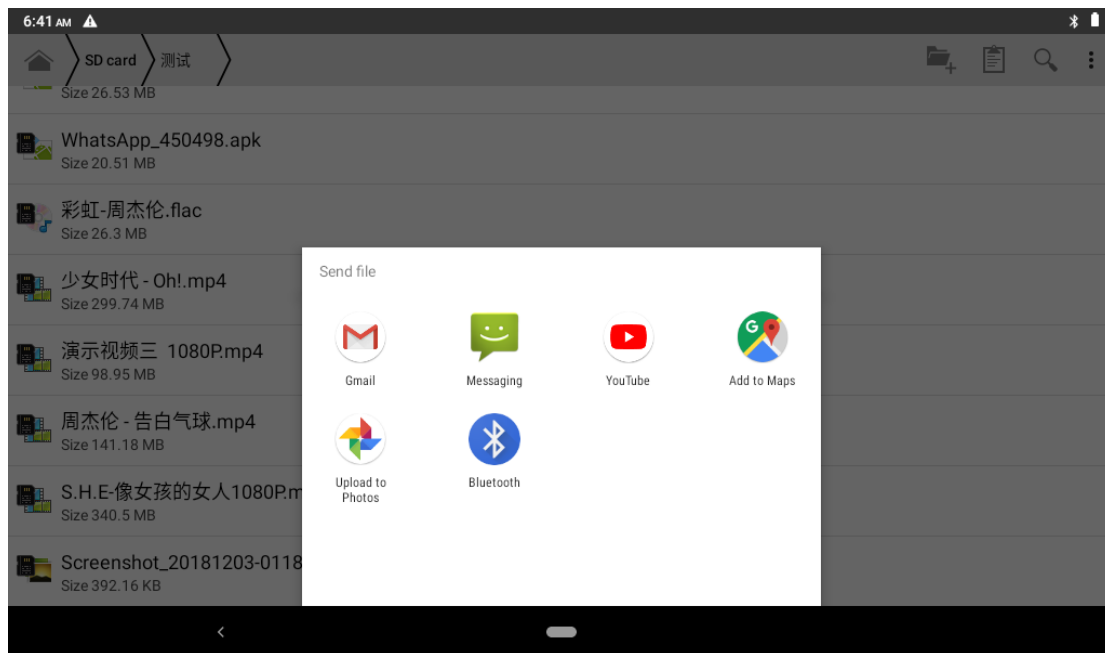 6:41 AM
SD card
测试
Size 26.53 MB
WhatsApp_450498.apk
Size 20.51 MB
彩虹-周杰伦.flac
Size 26.3 MB
少女时代 - Oh!.mp4
Size 299.74 MB
演示视频三 1080P.mp4
Size 98.95 MB
周杰伦 - 告白气球.mp4
Size 141.18 MB
S.H.E-像女孩的女人1080P.m
Size 340.5 MB
Screenshot_20181203-0118
Size 392.16 KB
Send file
Gmail
Messaging
YouTube
G
Add to Maps
Upload to
Photos
Bluetooth